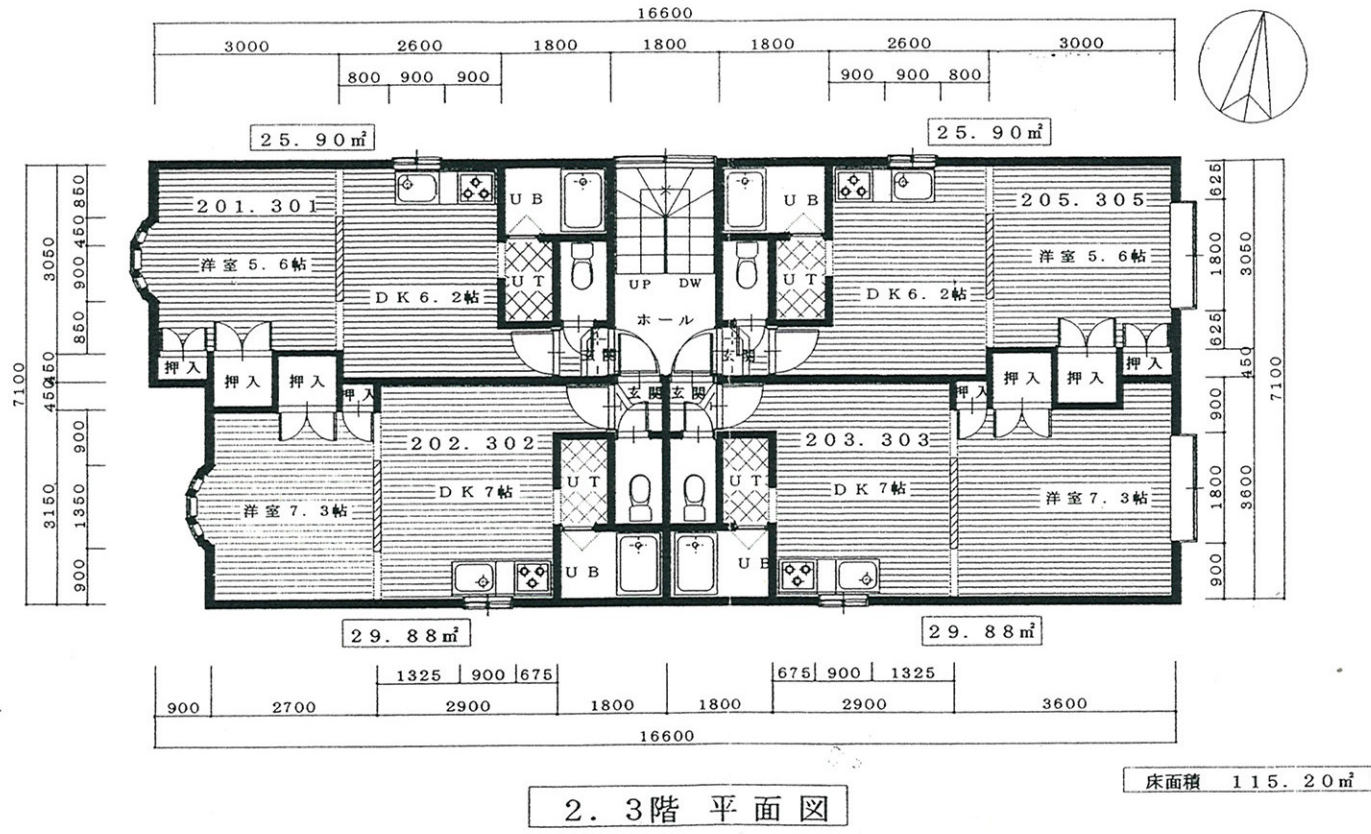 16600
3000 2600 1800 1800 1800 2600 3000
800 900 900 900 900 800
25.90㎡ 25.90㎡
201.301 205.305
洋室5.6帖 洋室5.6帖
DK6.2帖 DK6.2帖
UB UB
UT UT
UP DW
ホール
玄関 玄関
押入 押入 押入 押入 押入 押入 押入 押入
玄関 玄関
202.302 203.303
DK7帖 DK7帖
洋室7.3帖 洋室7.3帖
UT UT
UB UB
29.88㎡ 29.88㎡
7100
3050 450 3150
850 450 900 850 450 900 1350 900
625 1800 625 900 1800 900
3050 450 3600
7100
1325 900 675 675 900 1325
900 2700 2900 1800 1800 2900 3600
16600
2.3階 平面図
床面積 115.20㎡